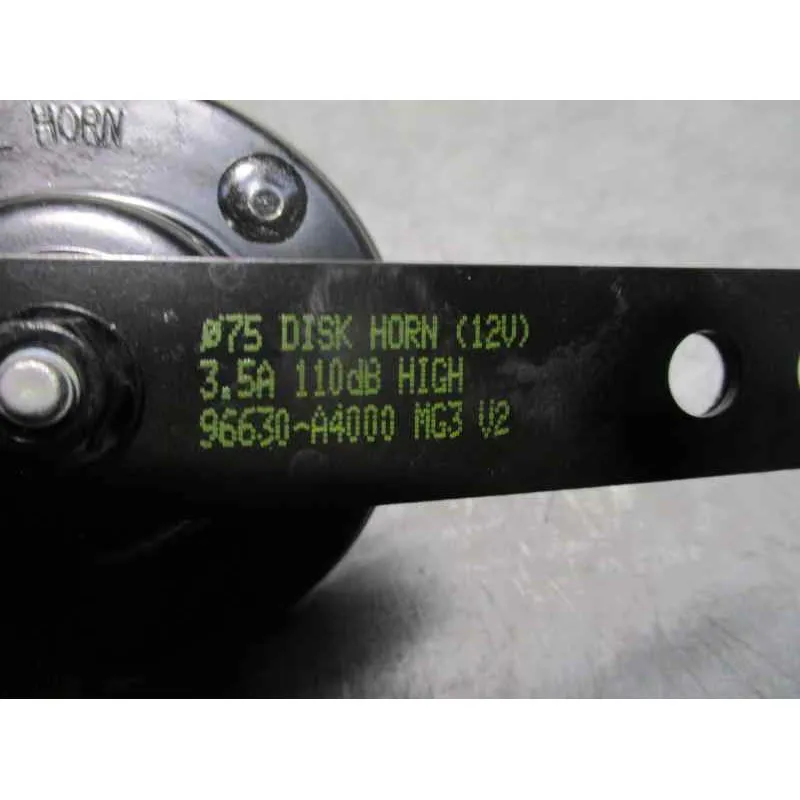 HORN
Ø75 DISK HORN (12V)
3.5A 110dB HIGH
96630-A4000 MG3 V2